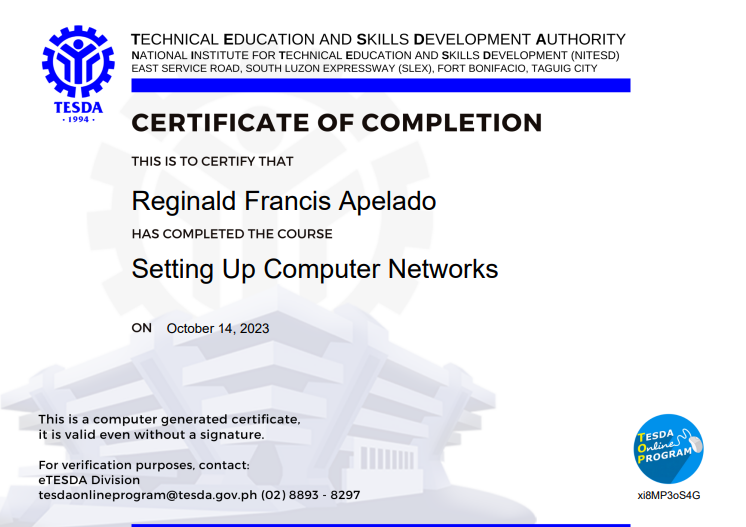 TECHNICAL EDUCATION AND SKILLS DEVELOPMENT AUTHORITY
NATIONAL INSTITUTE FOR TECHNICAL EDUCATION AND SKILLS DEVELOPMENT (NITESD)
EAST SERVICE ROAD, SOUTH LUZON EXPRESSWAY (SLEX), FORT BONIFACIO, TAGUIG CITY
TESDA
· 1994 ·
CERTIFICATE OF COMPLETION
THIS IS TO CERTIFY THAT
Reginald Francis Apelado
HAS COMPLETED THE COURSE
Setting Up Computer Networks
ON October 14, 2023
This is a computer generated certificate,
it is valid even without a signature.
For verification purposes, contact:
eTESDA Division
tesdaonlineprogram@tesda.gov.ph (02) 8893 - 8297
TESDA
Online
PROGRAM
xi8MP3oS4G